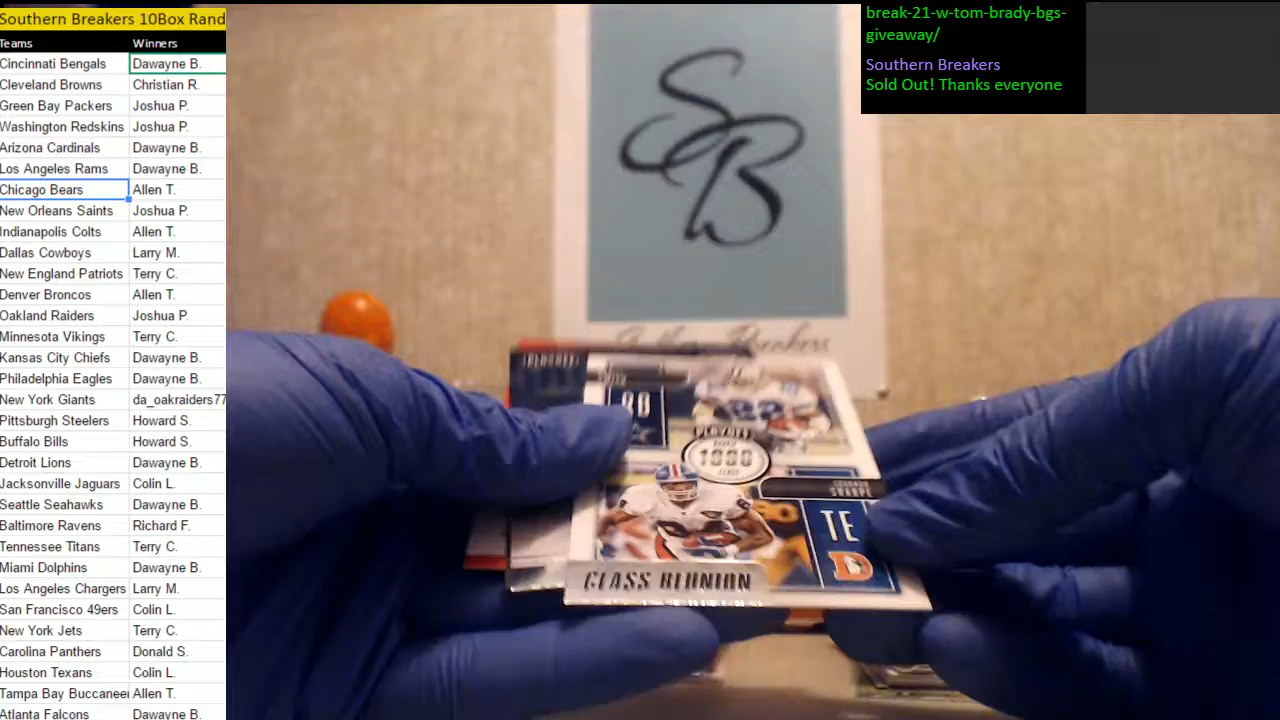 Southern Breakers 10Box Rand
Teams Winners
Cincinnati Bengals Dawayne B.
Cleveland Browns Christian R.
Green Bay Packers Joshua P.
Washington Redskins Joshua P.
Arizona Cardinals Dawayne B.
Los Angeles Rams Dawayne B.
Chicago Bears Allen T.
New Orleans Saints Joshua P.
Indianapolis Colts Allen T.
Dallas Cowboys Larry M.
New England Patriots Terry C.
Denver Broncos Allen T.
Oakland Raiders Joshua P.
Minnesota Vikings Terry C.
Kansas City Chiefs Dawayne B.
Philadelphia Eagles Dawayne B.
New York Giants da_oakraiders77
Pittsburgh Steelers Howard S.
Buffalo Bills Howard S.
Detroit Lions Dawayne B.
Jacksonville Jaguars Colin L.
Seattle Seahawks Dawayne B.
Baltimore Ravens Richard F.
Tennessee Titans Terry C.
Miami Dolphins Dawayne B.
Los Angeles Chargers Larry M.
San Francisco 49ers Colin L.
New York Jets Terry C.
Carolina Panthers Donald S.
Houston Texans Colin L.
Tampa Bay Buccaneer Allen T.
Atlanta Falcons Dawayne B.
break-21-w-tom-brady-bgs-
giveaway/
Southern Breakers
Sold Out! Thanks everyone
SB
Southern Breakers
PLAYOFF
CLASS
SHARPE
TE
D
CLASS REUNION